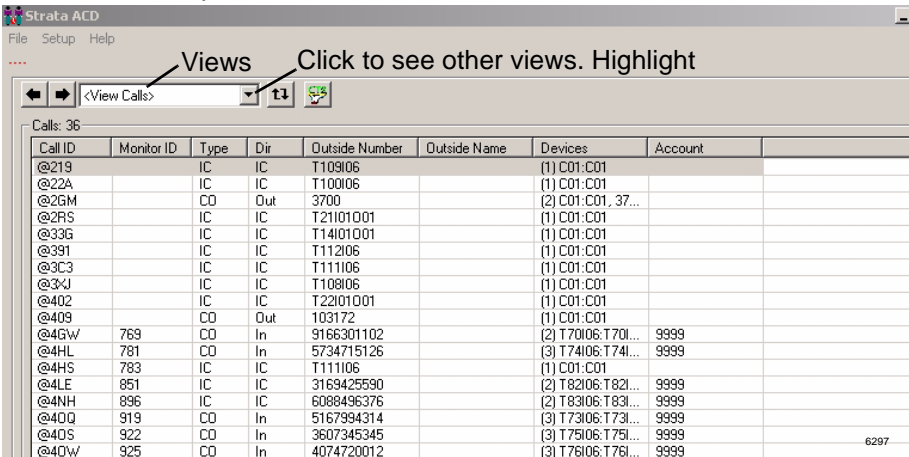 Strata ACD
File Setup Help
Views Click to see other views. Highlight
<View Calls>
Calls: 36
Call ID Monitor ID Type Dir Outside Number Outside Name Devices Account
@219 IC IC T109I06 (1) C01:C01
@22A IC IC T100I06 (1) C01:C01
@2GM CO Out 3700 (2) C01:C01, 37...
@2RS IC IC T21I01O01 (1) C01:C01
@33G IC IC T14I01O01 (1) C01:C01
@391 IC IC T112I06 (1) C01:C01
@3C3 IC IC T111I06 (1) C01:C01
@3XJ IC IC T108I06 (1) C01:C01
@402 IC IC T22I01O01 (1) C01:C01
@409 CO Out 103172 (1) C01:C01
@4GW 769 CO In 9166301102 (2) T70I06:T70I... 9999
@4HL 781 CO In 5734715126 (3) T74I06:T74I... 9999
@4HS 783 IC In T111I06 (1) C01:C01
@4LE 851 IC IC 3169425590 (2) T82I06:T82I... 9999
@4NH 896 IC IC 6088496376 (2) T83I06:T83I... 9999
@4OQ 919 CO In 5167994314 (3) T73I06:T73I... 9999
@4OS 922 CO In 3607345345 (3) T75I06:T75I... 9999
@4OW 925 CO In 4074720012 (3) T76I06:T76I... 9999
6297